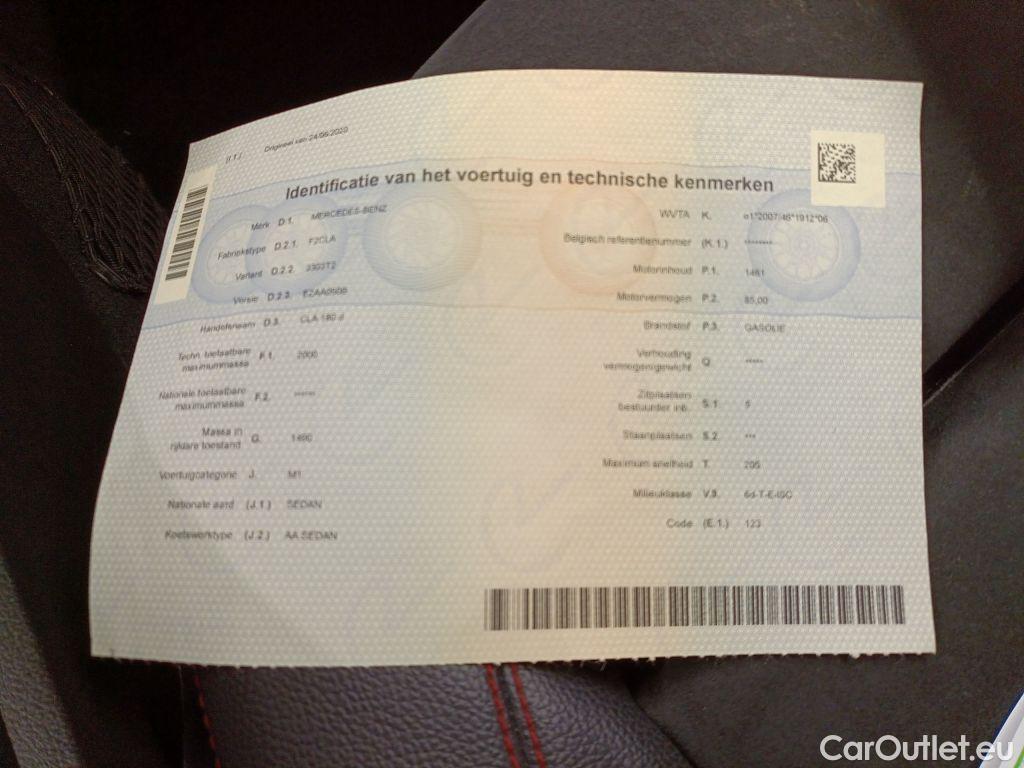 (I.T.) Origineel van 24/06/2020
Identificatie van het voertuig en technische kenmerken
Merk D.1. MERCEDES-BENZ
Fabriekstype D.2.1. F2CLA
Variant D.2.2.
Versie D.2.3.
Handelsnaam D.3. CLA 180 d
Techn. toelaatbare
maximummassa F.1. 2000
Nationale toelaatbare
maximummassa F.2. ******
Massa in
rijklare toestand G. 1490
Voertuigcategorie J. M1
Nationale aard (J.1.) SEDAN
Koetswerktype (J.2.) AA SEDAN
WVTA K. e1*2007/46*1912*06
Belgisch referentienummer (K.1.) ********
Motorinhoud P.1. 1461
Motorvermogen P.2. 85,00
Brandstof P.3. GASOLIE
Verhouding
vermogen/gewicht Q. *****
Zitplaatsen
bestuurder inb. S.1. 5
Staanplaatsen S.2. ***
Maximum snelheid T. 205
Milieuklasse V.9. 6d-T-E-ISC
Code (E.1.) 123
CarOutlet.eu